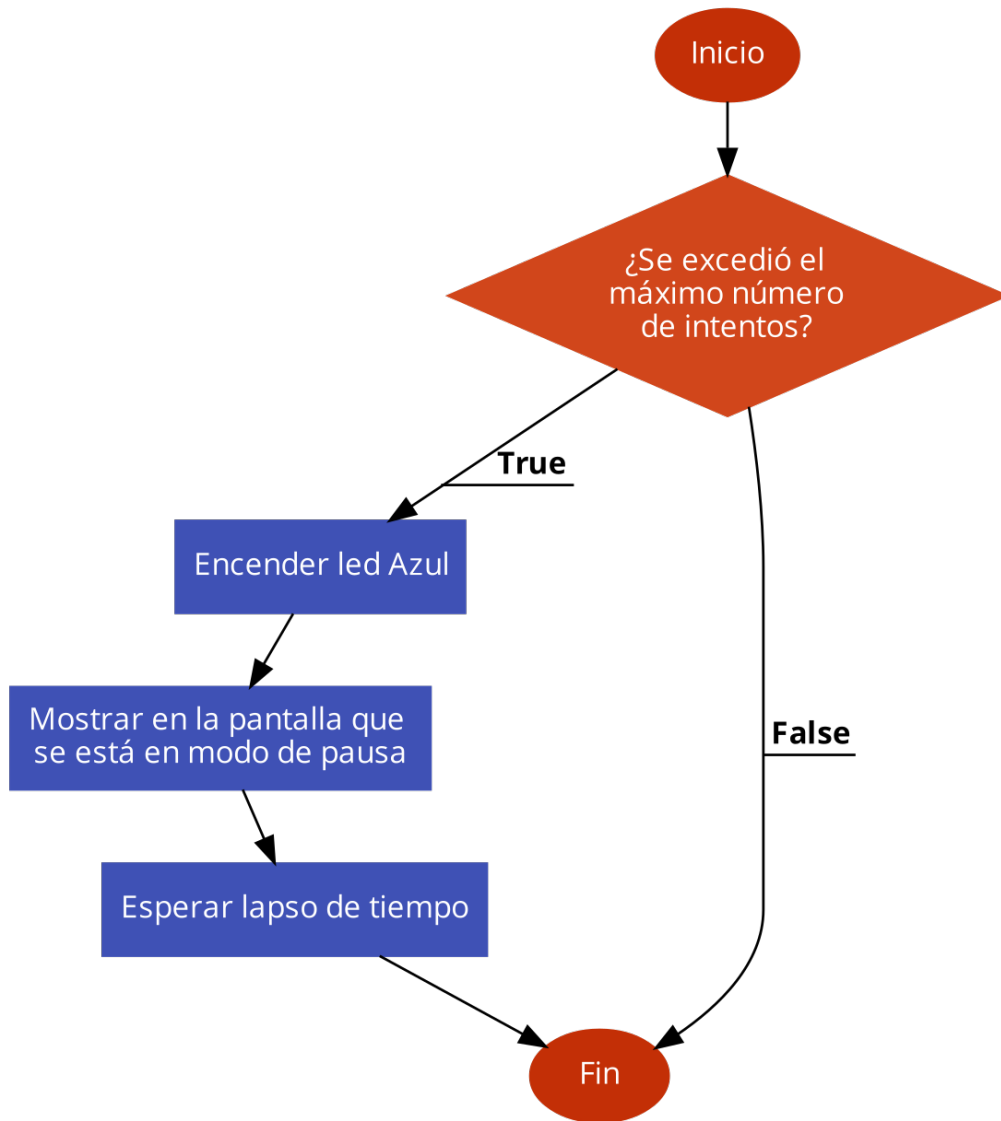 Inicio
¿Se excedió el
máximo número
de intentos?
True
Encender led Azul
Mostrar en la pantalla que
se está en modo de pausa
False
Esperar lapso de tiempo
Fin